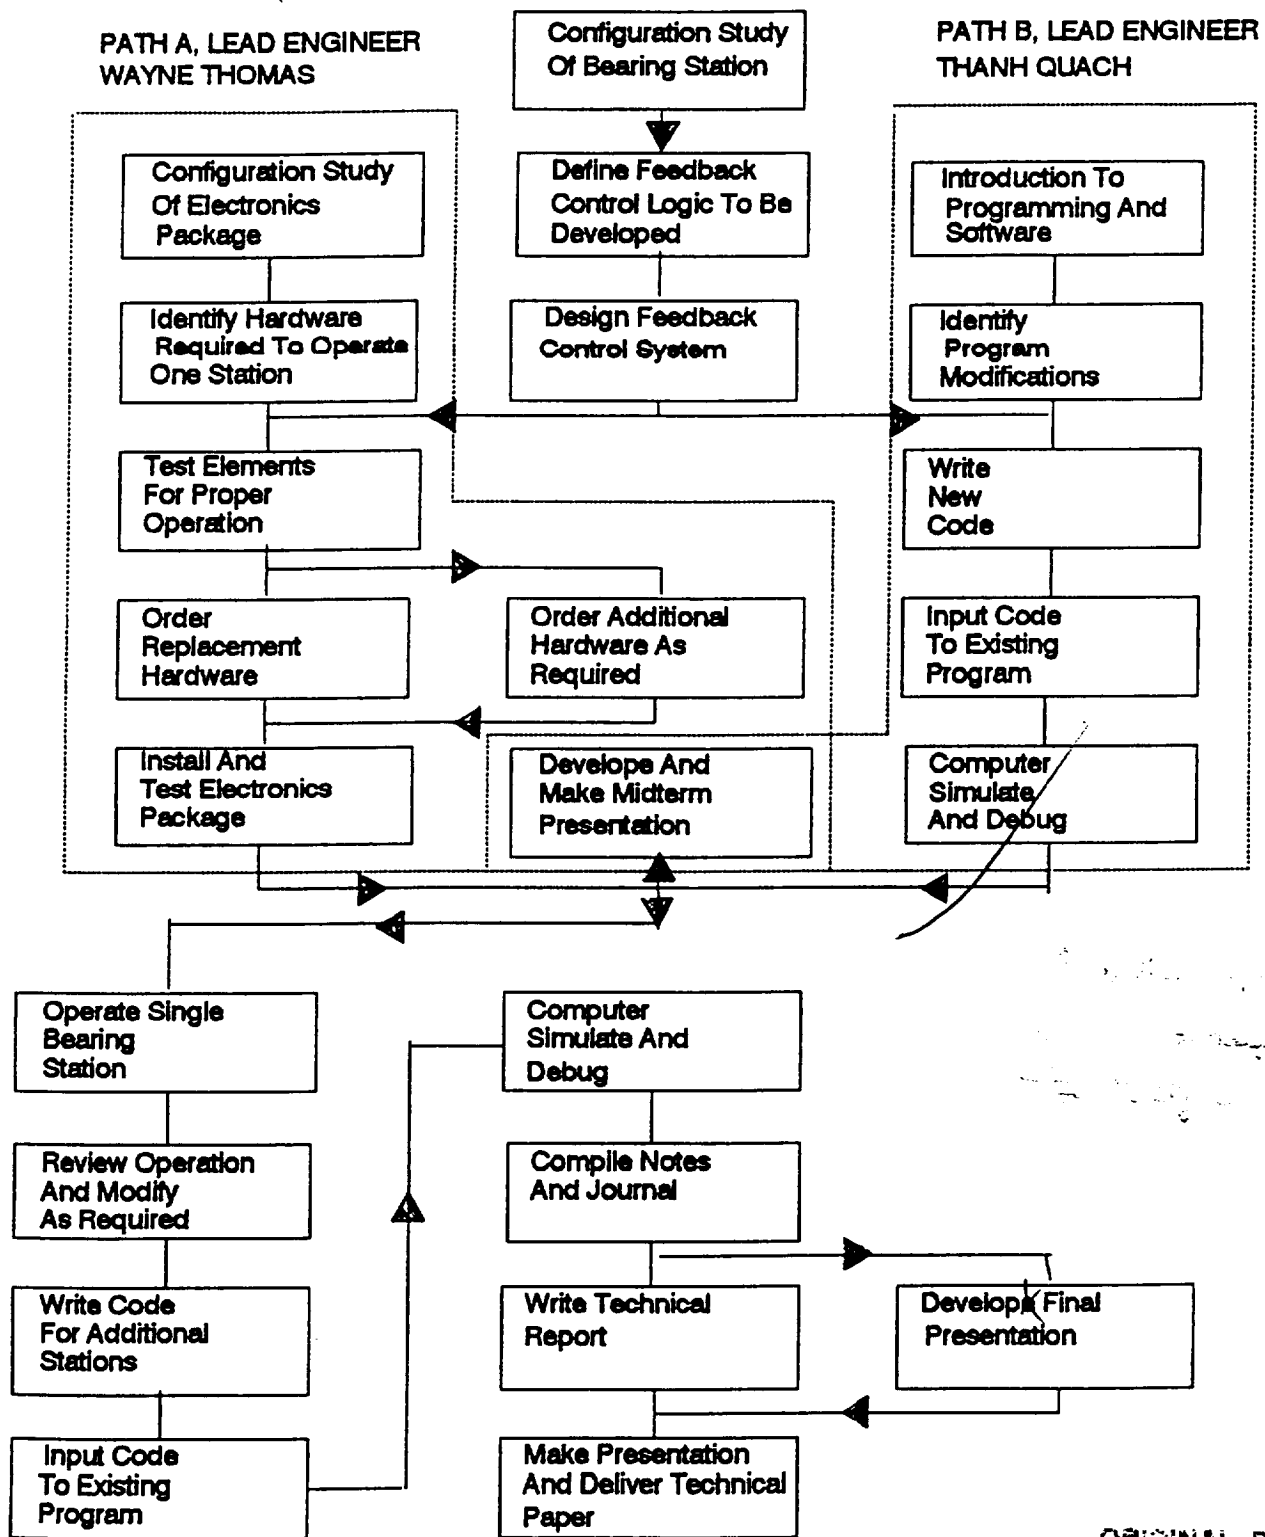 PATH A, LEAD ENGINEER
WAYNE THOMAS
Configuration Study
Of Bearing Station
PATH B, LEAD ENGINEER
THANH QUACH
Configuration Study
Of Electronics
Package
Define Feedback
Control Logic To Be
Developed
Introduction To
Programming And
Software
Identify Hardware
Required To Operate
One Station
Design Feedback
Control System
Identify
Program
Modifications
Test Elements
For Proper
Operation
Write
New
Code
Order
Replacement
Hardware
Order Additional
Hardware As
Required
Input Code
To Existing
Program
Install And
Test Electronics
Package
Develope And
Make Midterm
Presentation
Computer
Simulate
And Debug
Operate Single
Bearing
Station
Computer
Simulate And
Debug
Review Operation
And Modify
As Required
Compile Notes
And Journal
Write Code
For Additional
Stations
Write Technical
Report
Develope Final
Presentation
Input Code
To Existing
Program
Make Presentation
And Deliver Technical
Paper